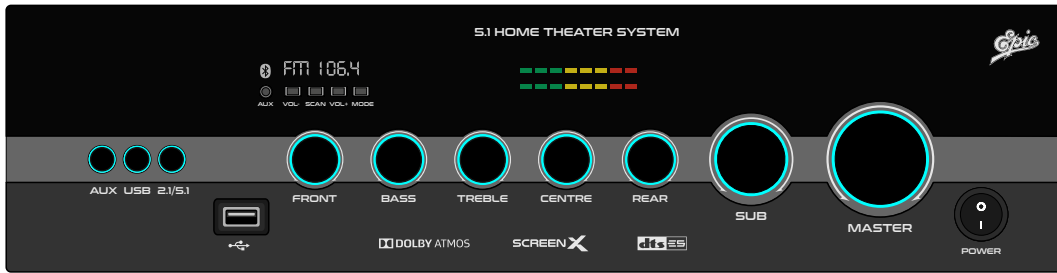 5.1 HOME THEATER SYSTEM
Epic
FM 106.4
AUX VOL- SCAN VOL+ MODE
AUX USB 2.1/5.1
FRONT BASS TREBLE CENTRE REAR
SUB
MASTER
DOLBY ATMOS
SCREEN X
dts ES
POWER